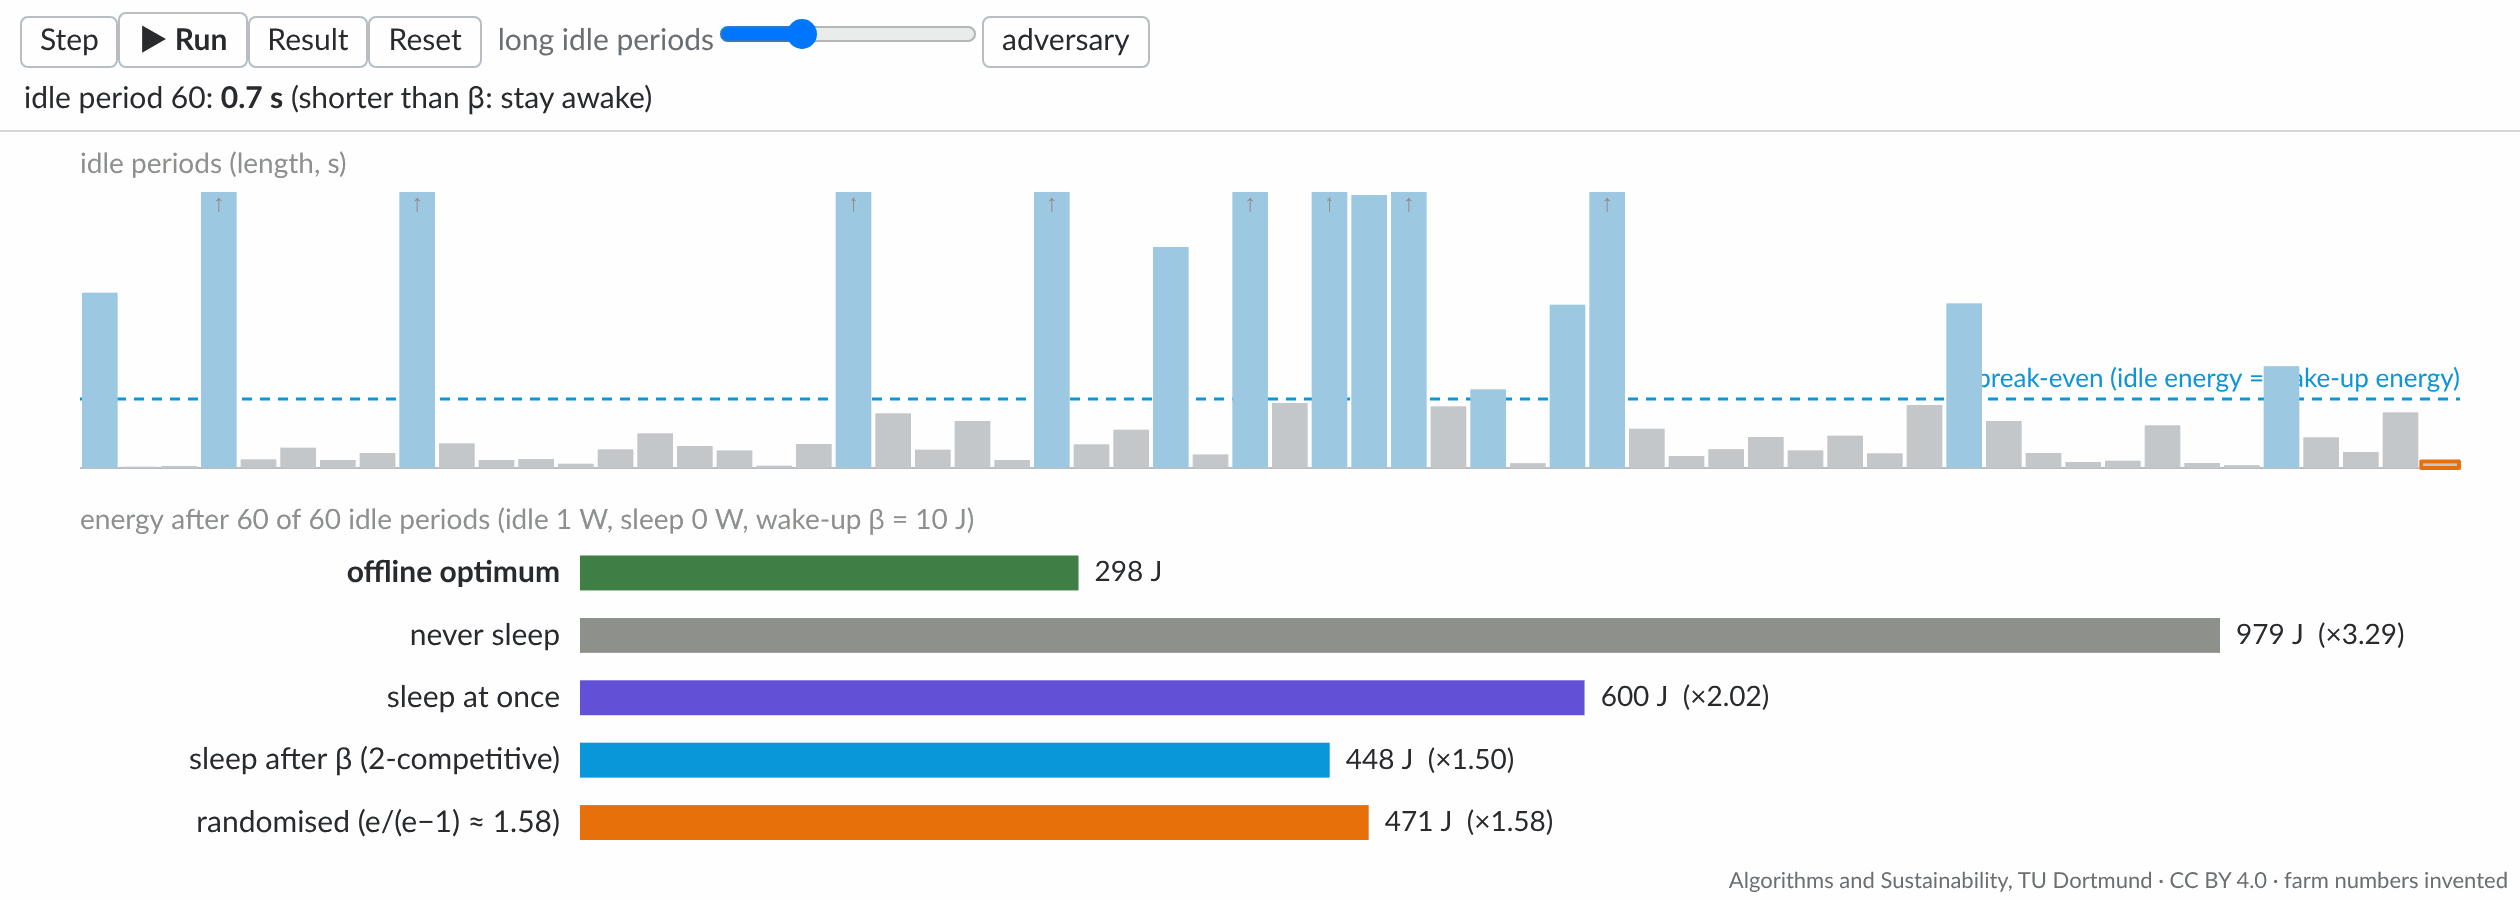 Step ▶ Run Result Reset long idle periods adversary
idle period 60: 0.7 s (shorter than β: stay awake)
idle periods (length, s)
↑ ↑ ↑ ↑ ↑ ↑ ↑ ↑
break-even (idle energy = ake-up energy)
energy after 60 of 60 idle periods (idle 1 W, sleep 0 W, wake-up β = 10 J)
offline optimum 298 J
never sleep 979 J (×3.29)
sleep at once 600 J (×2.02)
sleep after β (2-competitive) 448 J (×1.50)
randomised (e/(e−1) ≈ 1.58) 471 J (×1.58)
Algorithms and Sustainability, TU Dortmund · CC BY 4.0 · farm numbers invented